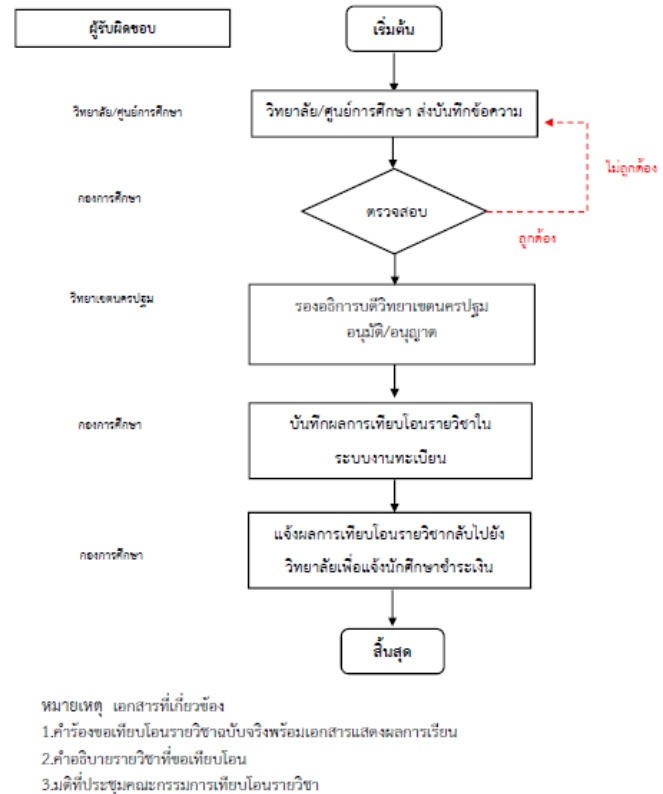 ผู้รับผิดชอบ
เริ่มต้น
วิทยาลัย/ศูนย์การศึกษา
วิทยาลัย/ศูนย์การศึกษา ส่งบันทึกข้อความ
ไม่ถูกต้อง
กองการศึกษา
ตรวจสอบ
ถูกต้อง
วิทยาเขตนครปฐม
รองอธิการบดีวิทยาเขตนครปฐม
อนุมัติ/อนุญาต
กองการศึกษา
บันทึกผลการเทียบโอนรายวิชาใน
ระบบงานทะเบียน
กองการศึกษา
แจ้งผลการเทียบโอนรายวิชากลับไปยัง
วิทยาลัยเพื่อแจ้งนักศึกษาชำระเงิน
สิ้นสุด
หมายเหตุ เอกสารที่เกี่ยวข้อง
1.คำร้องขอเทียบโอนรายวิชาฉบับจริงพร้อมเอกสารแสดงผลการเรียน
2.คำอธิบายรายวิชาที่ขอเทียบโอน
3.มติที่ประชุมคณะกรรมการเทียบโอนรายวิชา